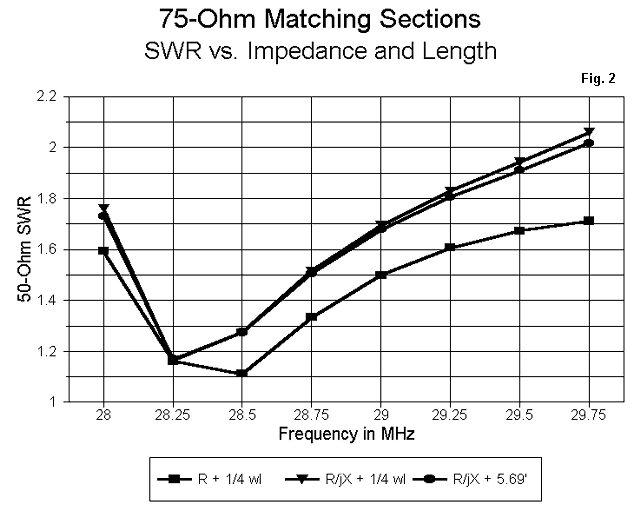 75-Ohm Matching Sections
SWR vs. Impedance and Length
Fig. 2
2.2
2
1.8
1.6
1.4
1.2
1
50-Ohm SWR
28 28.25 28.5 28.75 29 29.25 29.5 29.75
Frequency in MHz
R + 1/4 wl R/jX + 1/4 wl R/jX + 5.69'